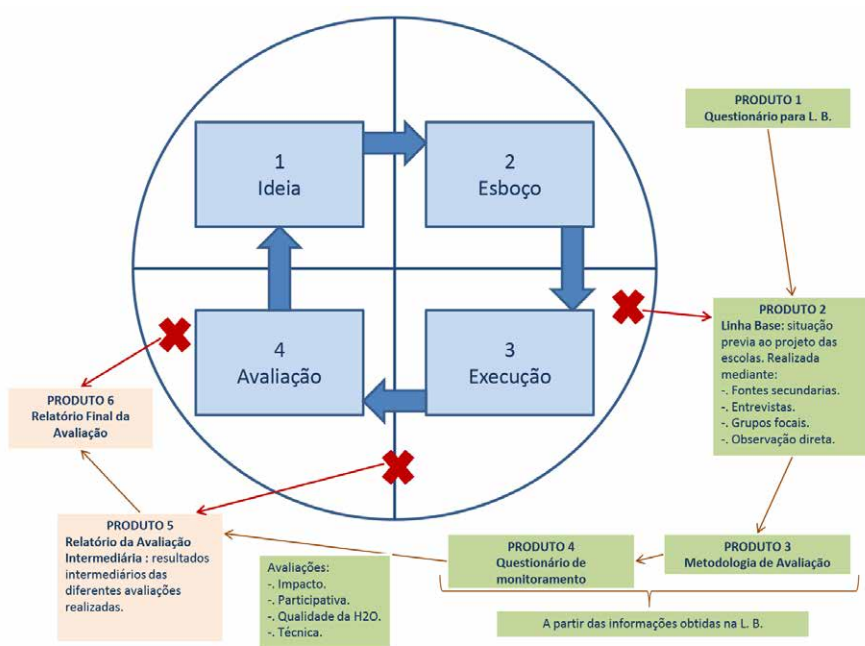 1
Ideia
2
Esboço
3
Execução
4
Avaliação
PRODUTO 1
Questionário para L. B.
PRODUTO 2
Linha Base: situação
previa ao projeto das
escolas. Realizada
mediante:
-. Fontes secundarias.
-. Entrevistas.
-. Grupos focais.
-. Observação direta.
PRODUTO 3
Metodologia de Avaliação
PRODUTO 4
Questionário de
monitoramento
A partir das informações obtidas na L. B.
Avaliações:
-. Impacto.
-. Participativa.
-. Qualidade da H2O.
-. Técnica.
PRODUTO 5
Relatório da Avaliação
Intermediária : resultados
intermediários das
diferentes avaliações
realizadas.
PRODUTO 6
Relatório Final da
Avaliação